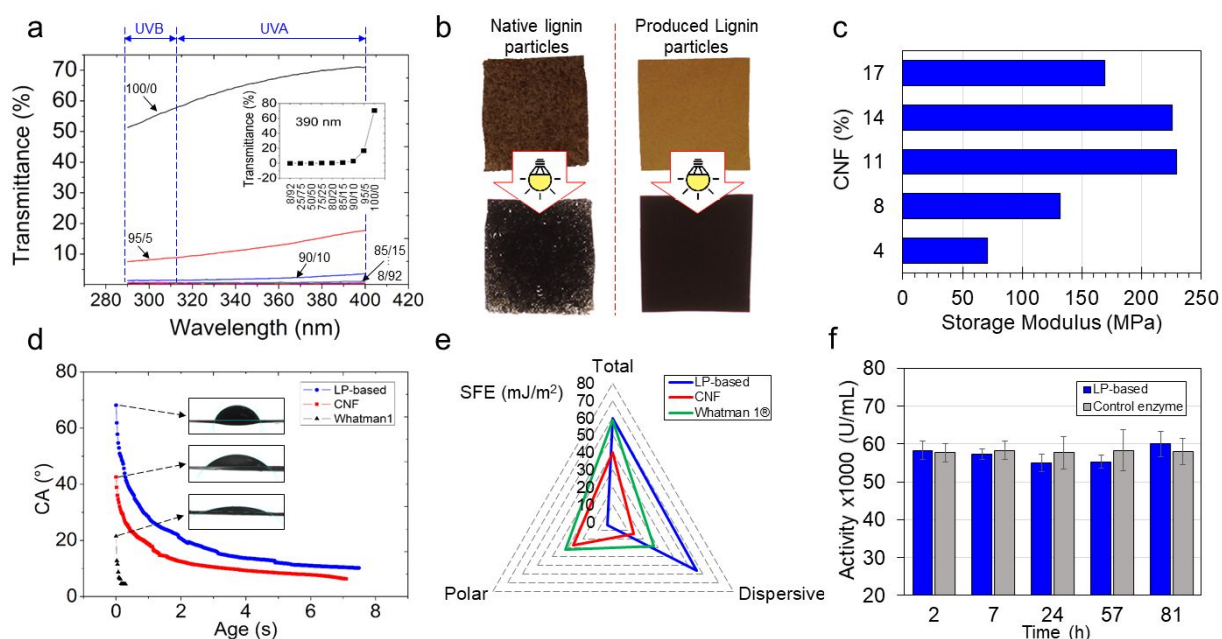 a
UVB
UVA
Transmittance (%)
70
60
50
40
30
20
10
100/0
Transmittance (%)
80
60
40
20
0
-20
390 nm
8/92
25/75
50/50
75/25
80/20
85/15
90/10
95/5
100/0
95/5
90/10
85/15
8/92
280 300 320 340 360 380 400 420
Wavelength (nm)
b
Native lignin
particles
Produced Lignin
particles
c
CNF (%)
17
14
11
8
4
0 50 100 150 200 250
Storage Modulus (MPa)
d
CA (°)
80
60
40
20
0
LP-based
CNF
Whatman1
0 2 4 6 8
Age (s)
e
Total
SFE (mJ/m²)
LP-based
CNF
Whatman 1®
80
70
60
50
40
30
20
10
0
Polar
Dispersive
f
Activity x1000 (U/mL)
80
70
60
50
40
30
20
LP-based
Control enzyme
2 7 24 57 81
Time (h)